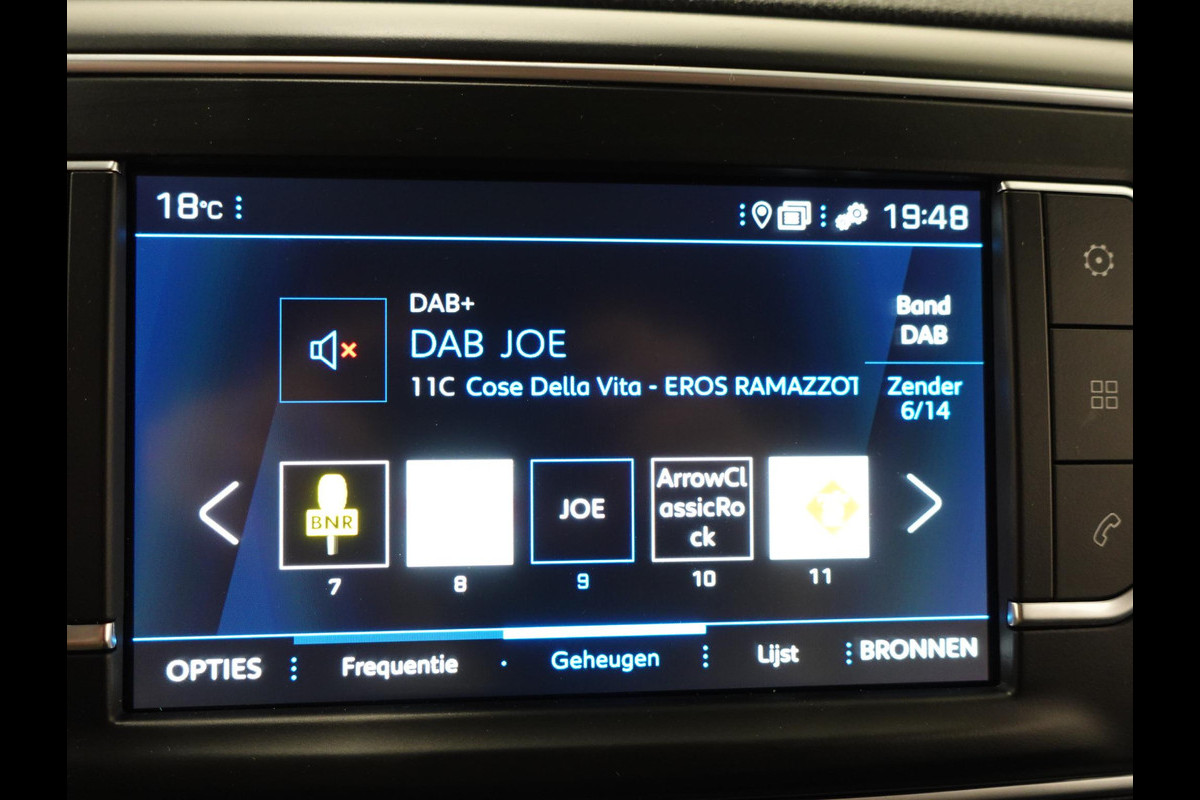 18°C
19:48
DAB+
DAB JOE
11C Cose Della Vita - EROS RAMAZZOT
Band
DAB
Zender
6/14
BNR
JOE
ArrowCl
assicRo
ck
7
8
9
10
11
OPTIES
Frequentie
Geheugen
Lijst
BRONNEN